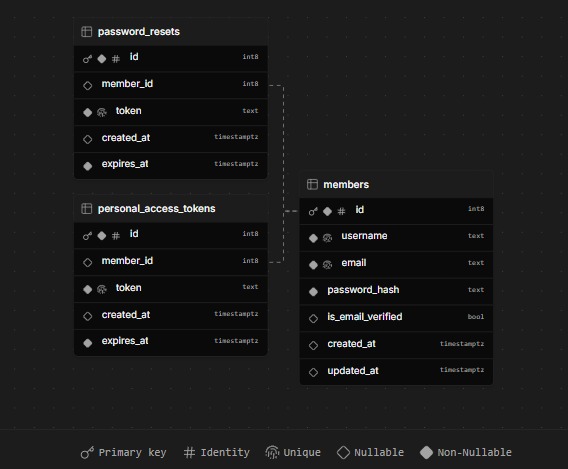 password_resets
id int8
member_id int8
token text
created_at timestamptz
expires_at timestamptz
personal_access_tokens
id int8
member_id int8
token text
created_at timestamptz
expires_at timestamptz
members
id int8
username text
email text
password_hash text
is_email_verified bool
created_at timestamptz
updated_at timestamptz
Primary key Identity Unique Nullable Non-Nullable